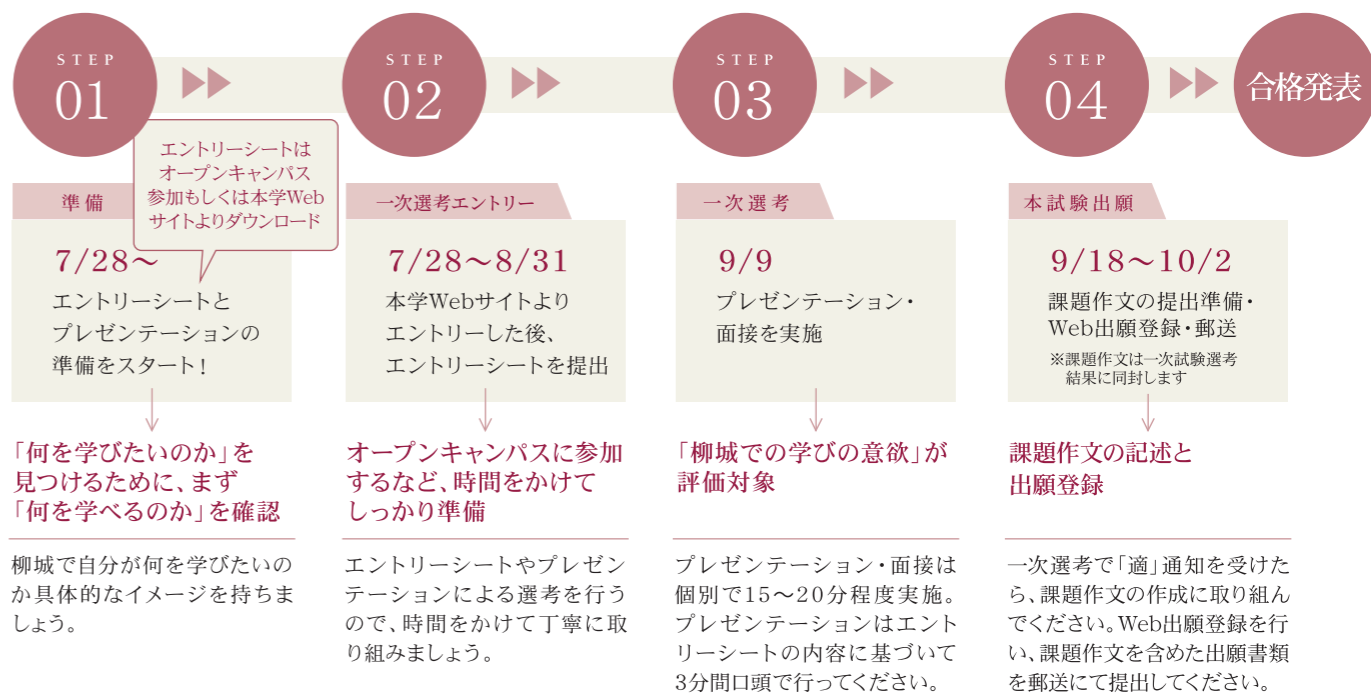 STEP
01
STEP
02
STEP
03
STEP
04
合格発表
エントリーシートは
オープンキャンパス
参加もしくは本学Web
サイトよりダウンロード
準備
7/28〜
エントリーシートと
プレゼンテーションの
準備をスタート!
「何を学びたいのか」を
見つけるために、まず
「何を学べるのか」を確認
柳城で自分が何を学びたいの
か具体的なイメージを持ちま
しょう。
一次選考エントリー
7/28〜8/31
本学Webサイトより
エントリーした後、
エントリーシートを提出
オープンキャンパスに参加
するなど、時間をかけて
しっかり準備
エントリーシートやプレゼン
テーションによる選考を行う
ので、時間をかけて丁寧に取
り組みましょう。
一次選考
9/9
プレゼンテーション・
面接を実施
「柳城での学びの意欲」が
評価対象
プレゼンテーション・面接は
個別で15〜20分程度実施。
プレゼンテーションはエント
リーシートの内容に基づいて
3分間口頭で行ってください。
本試験出願
9/18〜10/2
課題作文の提出準備・
Web出願登録・郵送
※課題作文は一次試験選考
結果に同封します
課題作文の記述と
出願登録
一次選考で「適」通知を受けた
ら、課題作文の作成に取り組ん
でください。Web出願登録を行
い、課題作文を含めた出願書類
を郵送にて提出してください。